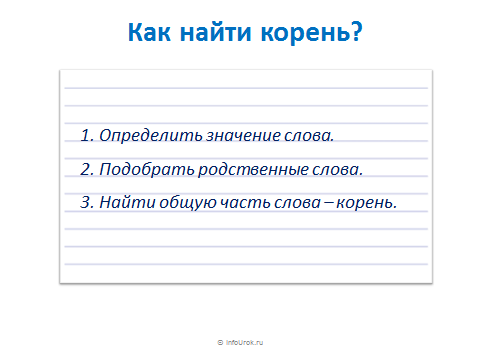 Как найти корень?
1. Определить значение слова.
2. Подобрать родственные слова.
3. Найти общую часть слова – корень.
© InfoUrok.ru